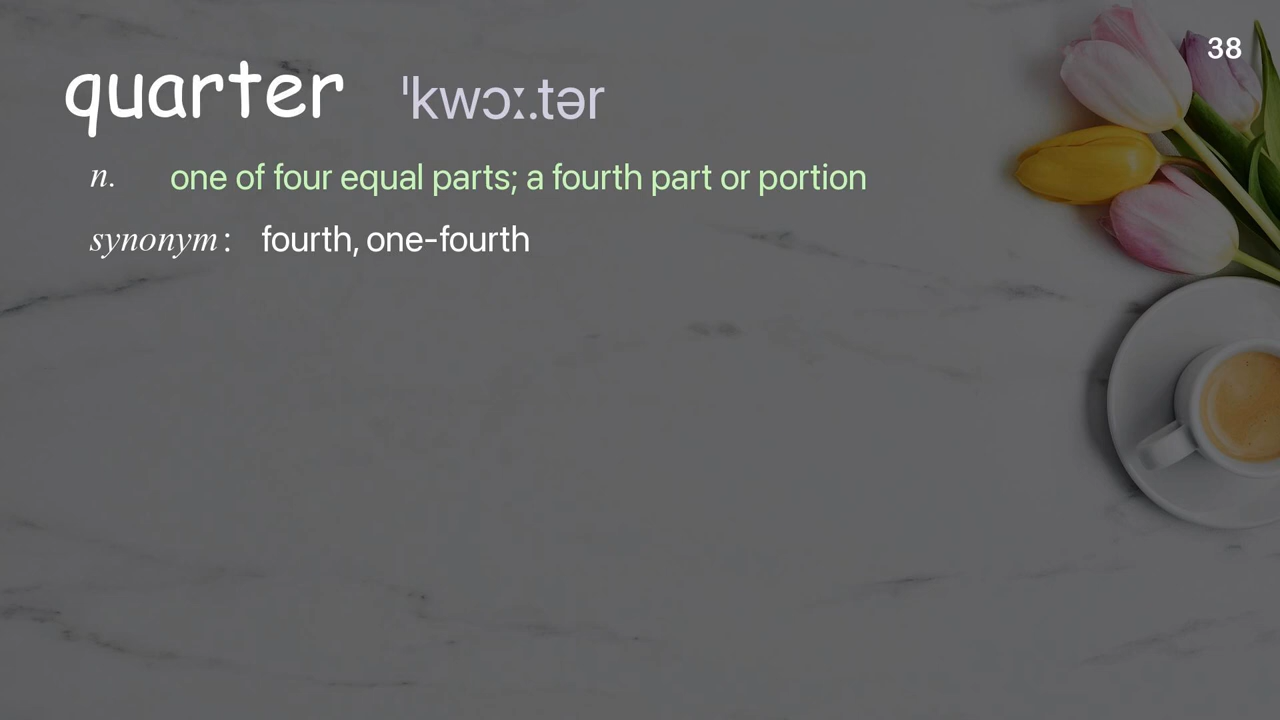 38
quarter ˈkwɔː.tər
n. one of four equal parts; a fourth part or portion
synonym: fourth, one-fourth